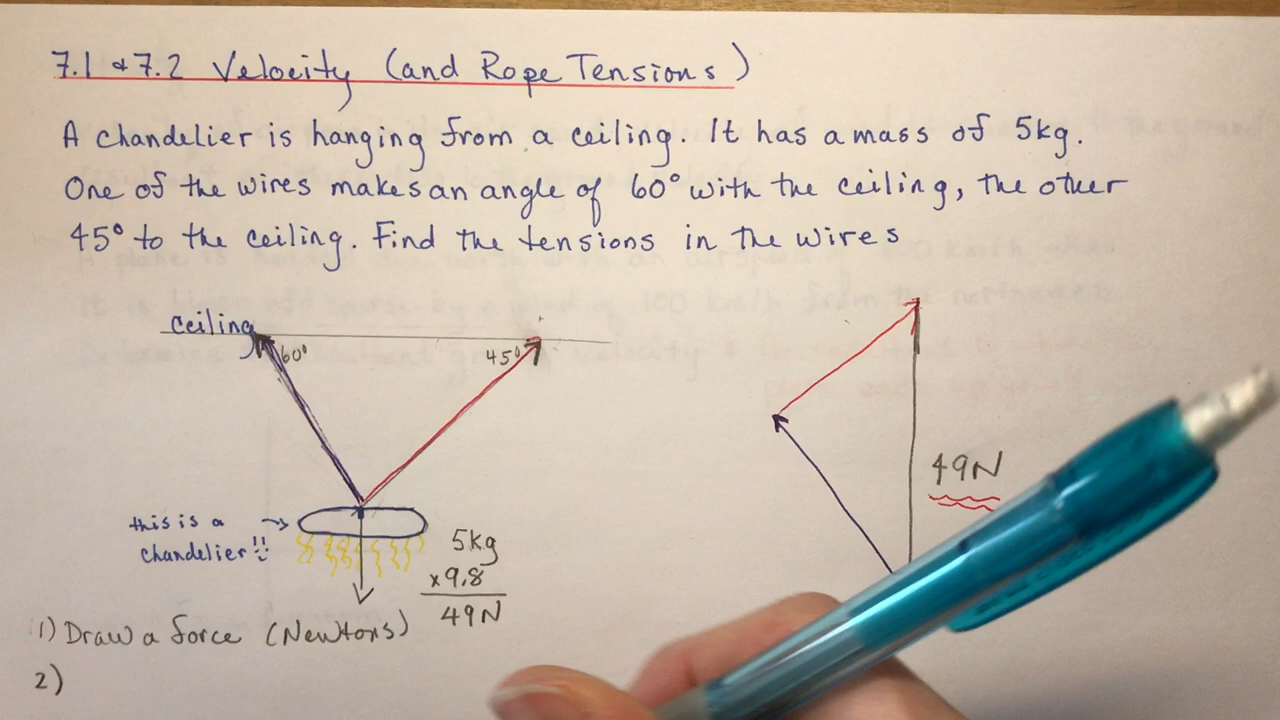 7.1 & 7.2 Velocity (and Rope Tensions)
A chandelier is hanging from a ceiling. It has a mass of 5kg.
One of the wires makes an angle of 60° with the ceiling, the other
45° to the ceiling. Find the tensions in the wires
ceiling
60°
45°
49N
this is a
chandelier!!
5kg
x9.8
49N
1) Draw a force (Newtons)
2)